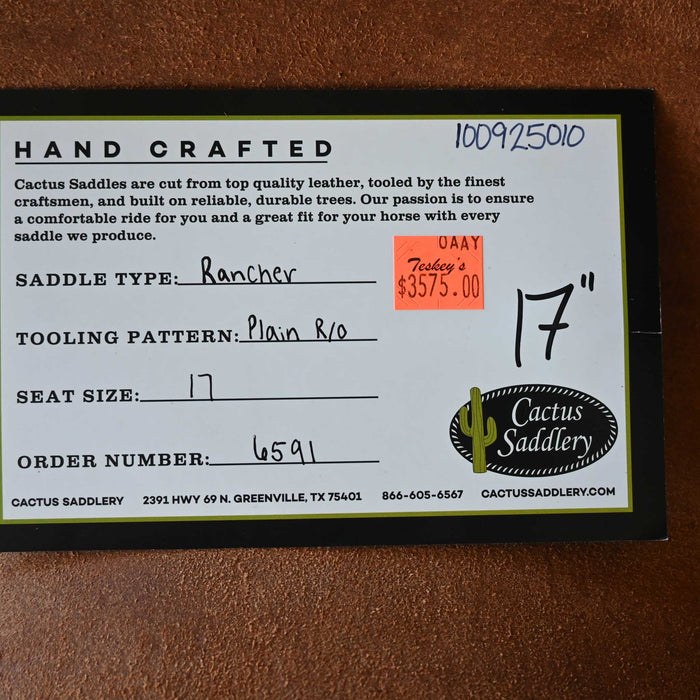 HAND CRAFTED
100925010
Cactus Saddles are cut from top quality leather, tooled by the finest
craftsmen, and built on reliable, durable trees. Our passion is to ensure
a comfortable ride for you and a great fit for your horse with every
saddle we produce.
OAAY
Teskey's
$3575.00
SADDLE TYPE: Rancher
17"
TOOLING PATTERN: Plain R/O
SEAT SIZE: 17
Cactus
Saddlery
ORDER NUMBER: 6591
CACTUS SADDLERY 2391 HWY 69 N. GREENVILLE, TX 75401 866-605-6567 CACTUSSADDLERY.COM